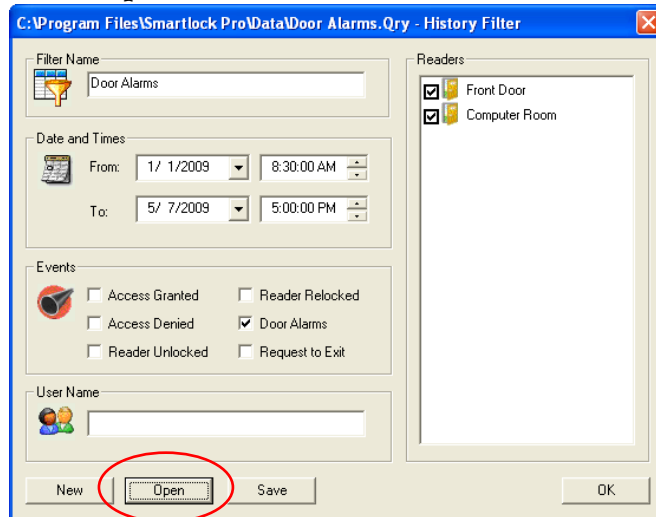 C:\Program Files\Smartlock Pro\Data\Door Alarms.Qry - History Filter
Filter Name
Door Alarms
Date and Times
From: 1/ 1/2009 8:30:00 AM
To: 5/ 7/2009 5:00:00 PM
Events
Access Granted Reader Relocked
Access Denied Door Alarms
Reader Unlocked Request to Exit
User Name
Readers
Front Door
Computer Room
New Open Save OK